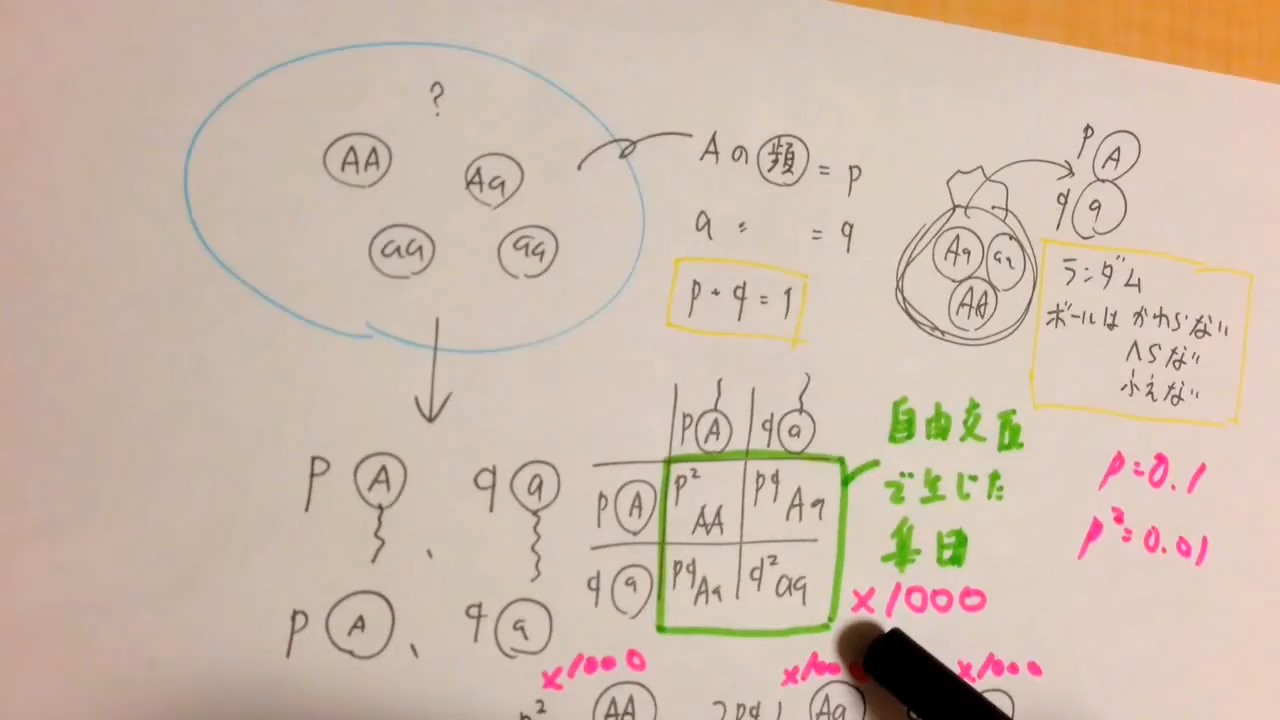 ?
AA
Aa
aa
aa
Aの頻 = p
a 〃 = q
p + q = 1
p A
q a
Aa aa
AA
ランダム
ボールは かわらない
へらない
ふえない
p A q a
p A p² AA pq Aa
q a pq Aa q² aa
自由交配
で生じた
集団
×1000
p=0.1
p²=0.01
p A 、 q a
p A 、 q a
×1000 ×1000 ×1000
p² AA 2pq Aa